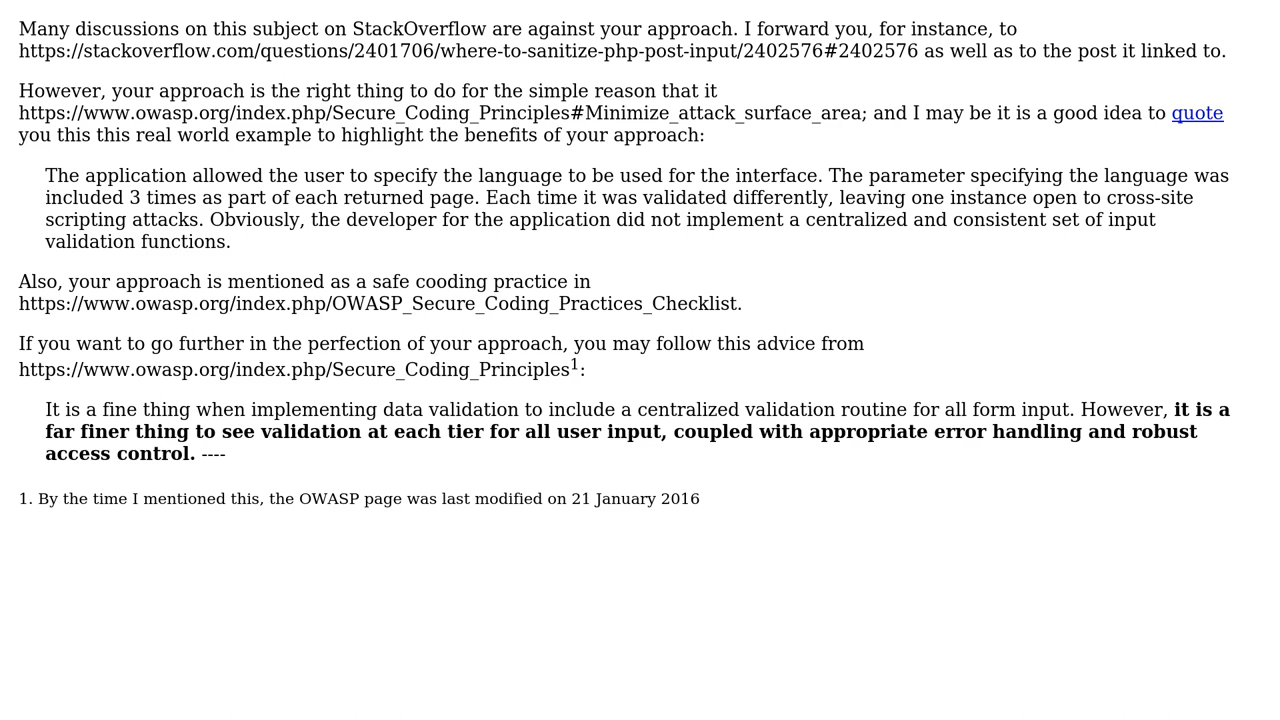 Many discussions on this subject on StackOverflow are against your approach. I forward you, for instance, to
https://stackoverflow.com/questions/2401706/where-to-sanitize-php-post-input/2402576#2402576 as well as to the post it linked to.
However, your approach is the right thing to do for the simple reason that it
https://www.owasp.org/index.php/Secure_Coding_Principles#Minimize_attack_surface_area; and I may be it is a good idea to quote
you this this real world example to highlight the benefits of your approach:
The application allowed the user to specify the language to be used for the interface. The parameter specifying the language was
included 3 times as part of each returned page. Each time it was validated differently, leaving one instance open to cross-site
scripting attacks. Obviously, the developer for the application did not implement a centralized and consistent set of input
validation functions.
Also, your approach is mentioned as a safe cooding practice in
https://www.owasp.org/index.php/OWASP_Secure_Coding_Practices_Checklist.
If you want to go further in the perfection of your approach, you may follow this advice from
https://www.owasp.org/index.php/Secure_Coding_Principles1:
It is a fine thing when implementing data validation to include a centralized validation routine for all form input. However, it is a
far finer thing to see validation at each tier for all user input, coupled with appropriate error handling and robust
access control. ----
1. By the time I mentioned this, the OWASP page was last modified on 21 January 2016